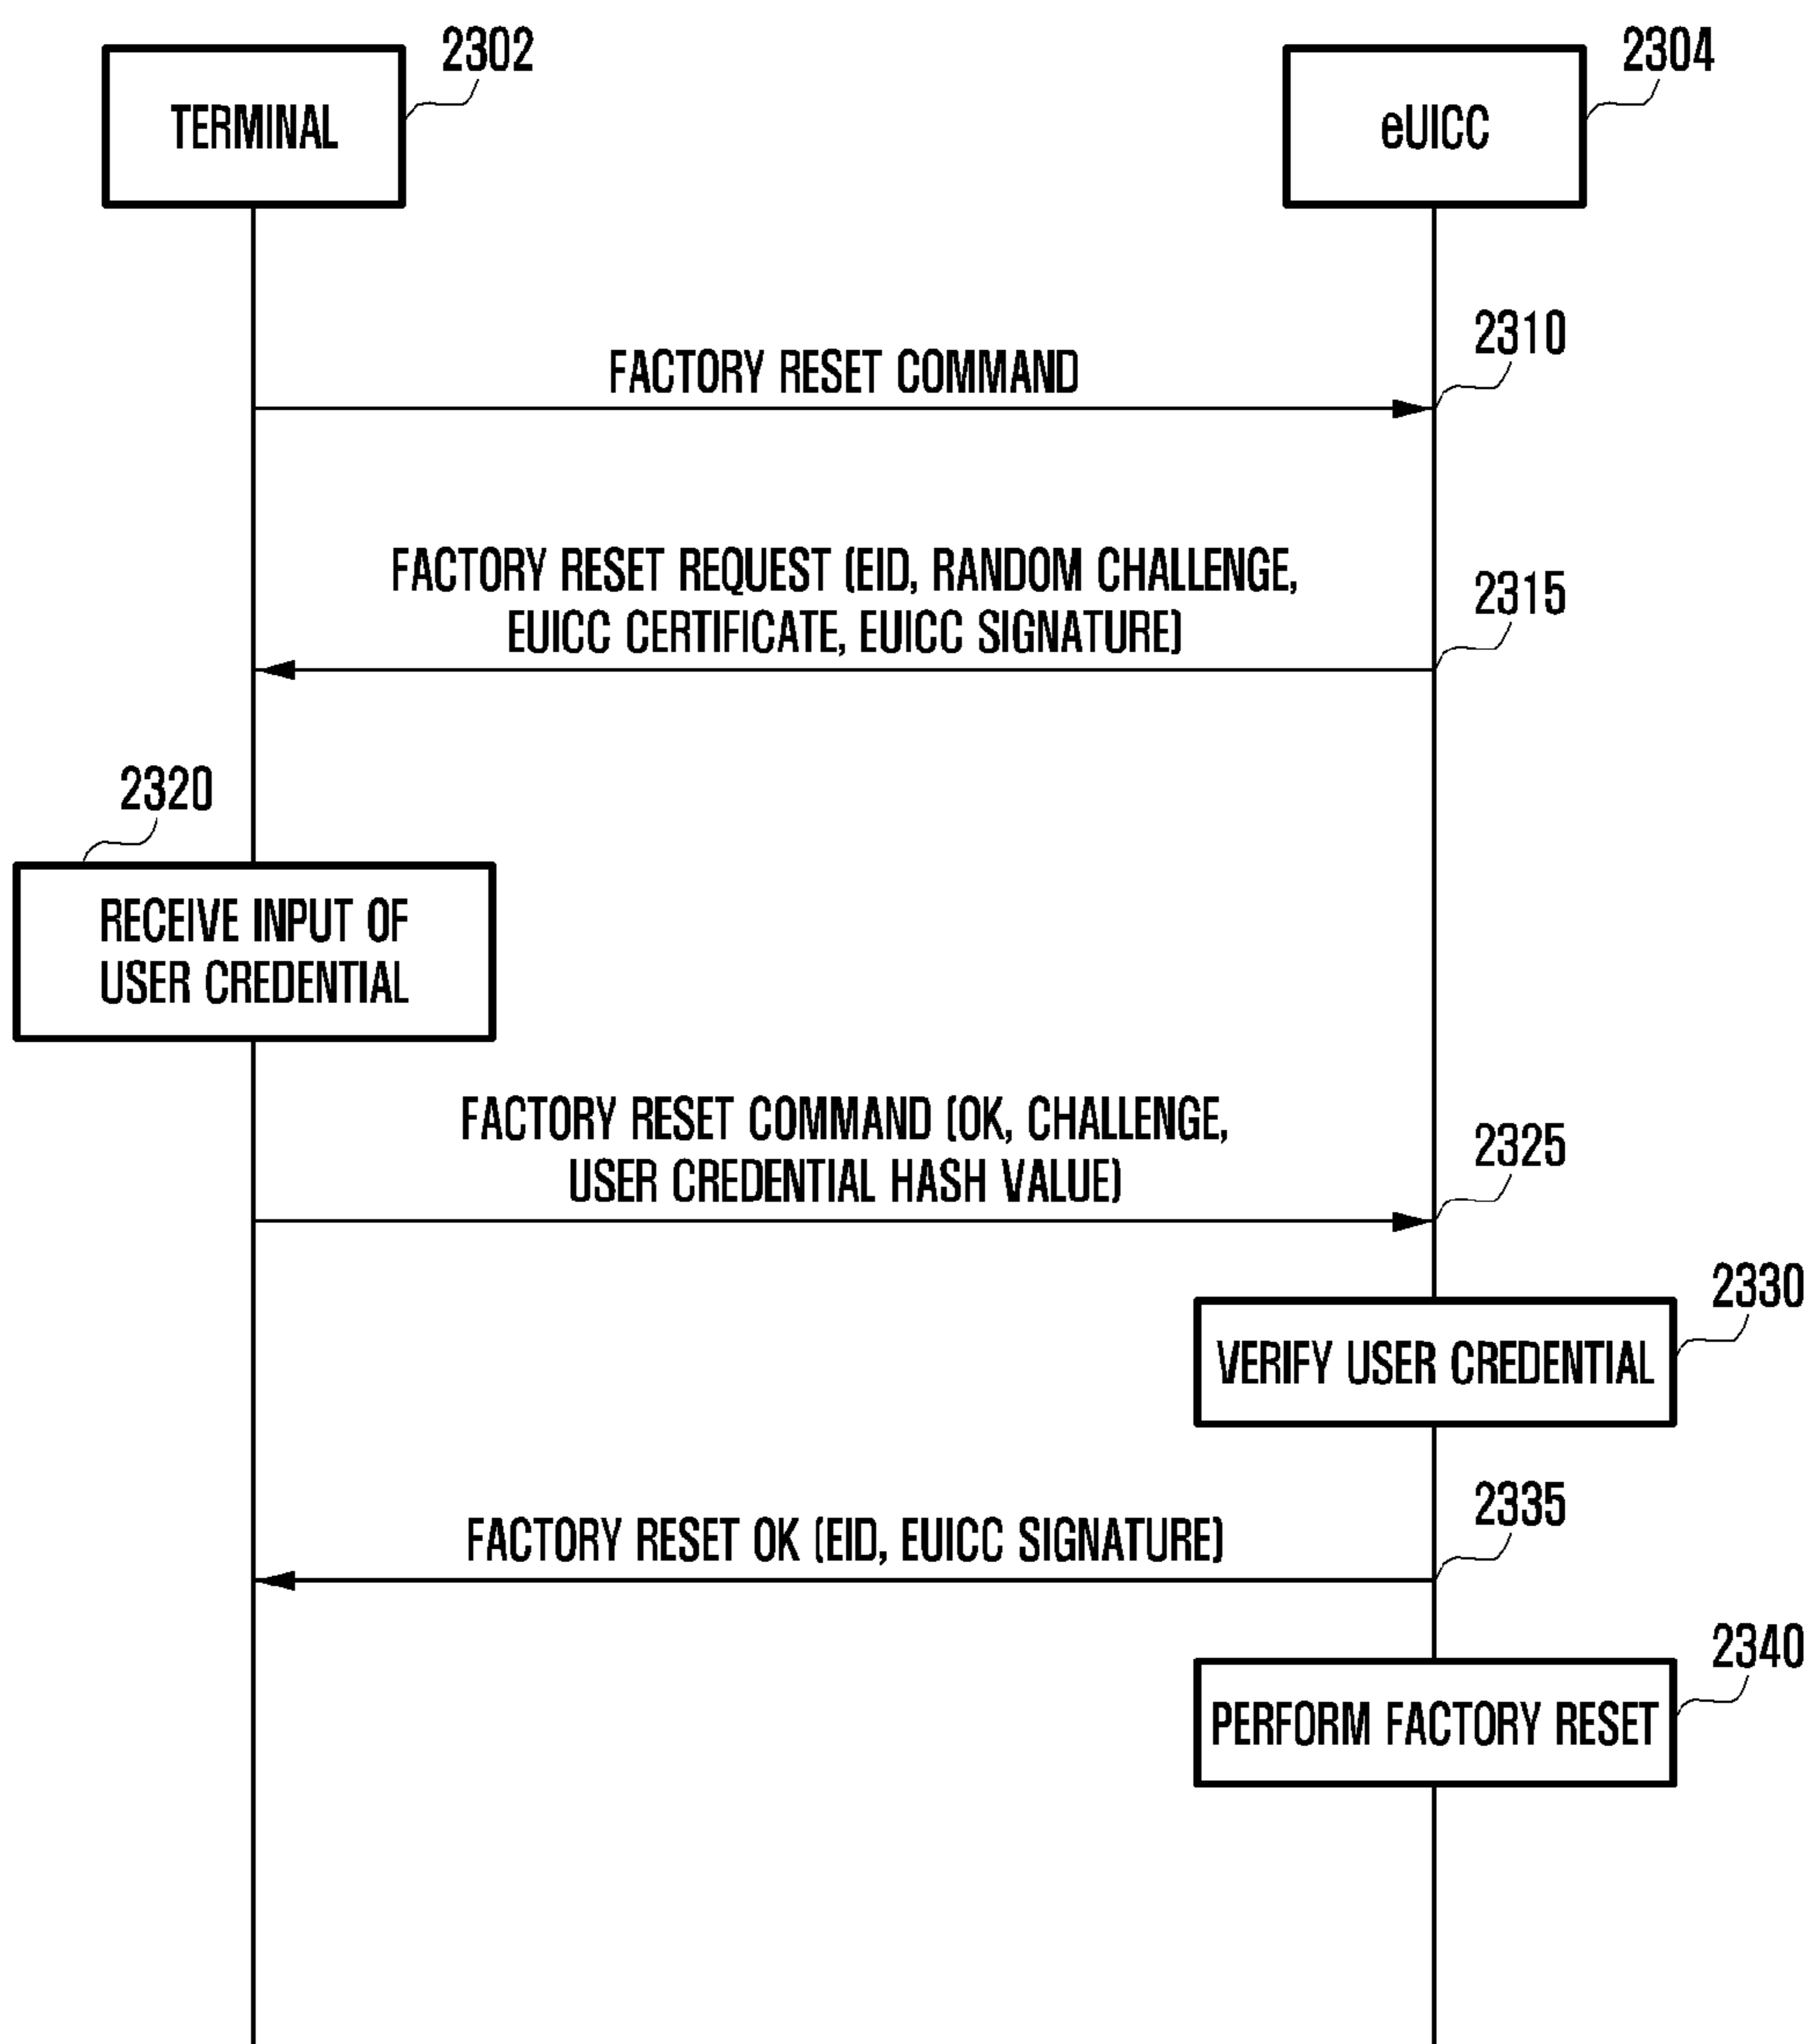 2302
2304
TERMINAL
eUICC
2310
FACTORY RESET COMMAND
FACTORY RESET REQUEST (EID, RANDOM CHALLENGE,
EUICC CERTIFICATE, EUICC SIGNATURE)
2315
2320
RECEIVE INPUT OF
USER CREDENTIAL
FACTORY RESET COMMAND (OK, CHALLENGE,
USER CREDENTIAL HASH VALUE)
2325
2330
VERIFY USER CREDENTIAL
2335
FACTORY RESET OK (EID, EUICC SIGNATURE)
2340
PERFORM FACTORY RESET